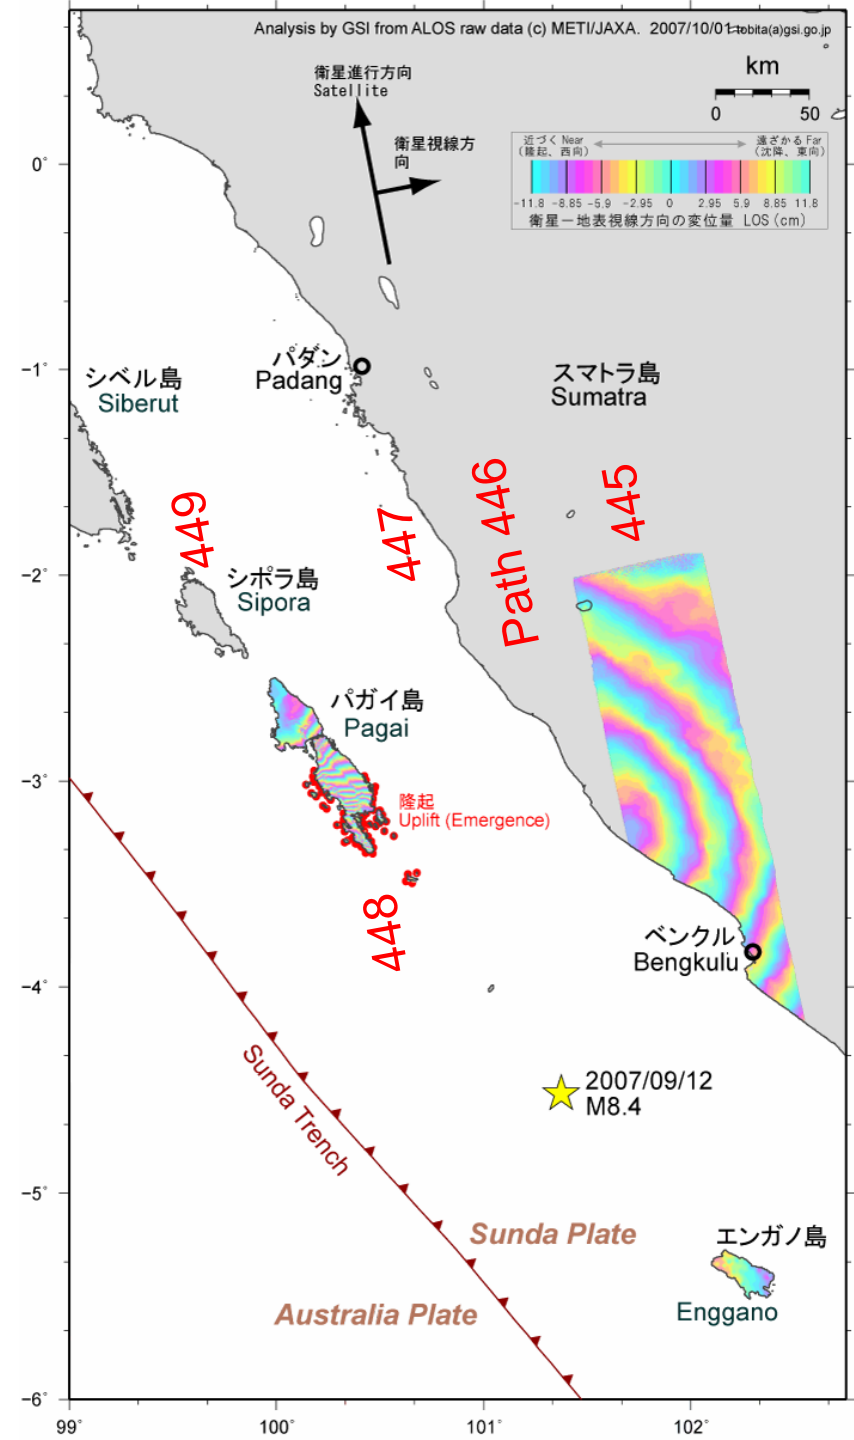 Analysis by GSI from ALOS raw data (c) METI/JAXA. 2007/10/01 tobita(a)gsi.go.jp
衛星進行方向
Satellite
衛星視線方
向
km
0 50
近づく Near 遠ざかる Far
(隆起、西向) (沈降、東向)
-11.8 -8.85 -5.9 -2.95 0 2.95 5.9 8.85 11.8
衛星ー地表視線方向の変位量 LOS (cm)
0°
-1°
-2°
-3°
-4°
-5°
-6°
パダン
Padang
シベル島
Siberut
スマトラ島
Sumatra
449
447
Path 446
445
シポラ島
Sipora
パガイ島
Pagai
隆起
Uplift (Emergence)
448
ベンクル
Bengkulu
Sunda Trench
2007/09/12
M8.4
Sunda Plate
エンガノ島
Enggano
Australia Plate
99° 100° 101° 102°